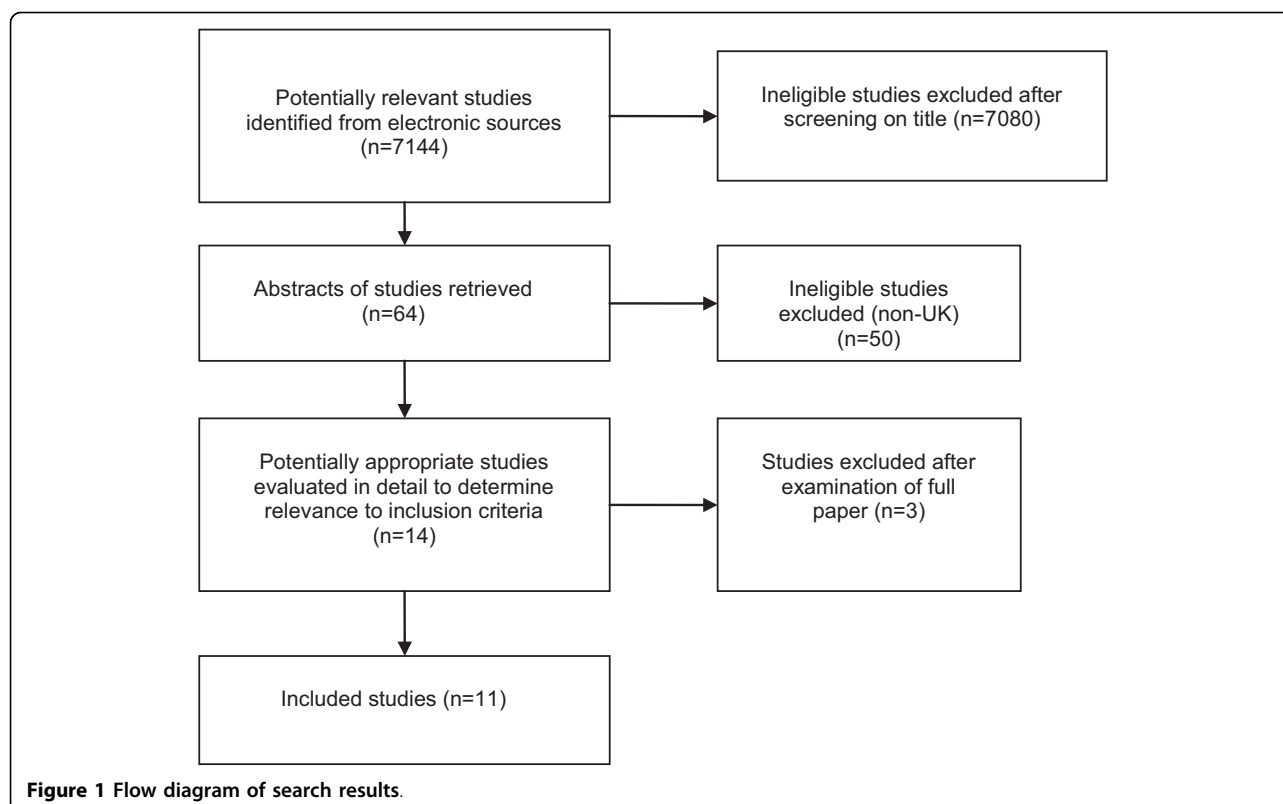 Potentially relevant studies
identified from electronic sources
(n=7144)
Ineligible studies excluded after
screening on title (n=7080)
Abstracts of studies retrieved
(n=64)
Ineligible studies
excluded (non-UK)
(n=50)
Potentially appropriate studies
evaluated in detail to determine
relevance to inclusion criteria
(n=14)
Studies excluded after
examination of full
paper (n=3)
Included studies (n=11)
Figure 1 Flow diagram of search results.